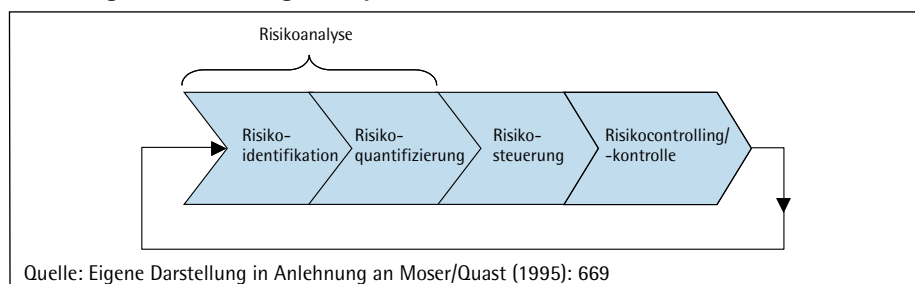 Risikoanalyse
Risiko-
identifikation
Risiko-
quantifizierung
Risiko-
steuerung
Risikocontrolling/
-kontrolle
Quelle: Eigene Darstellung in Anlehnung an Moser/Quast (1995): 669